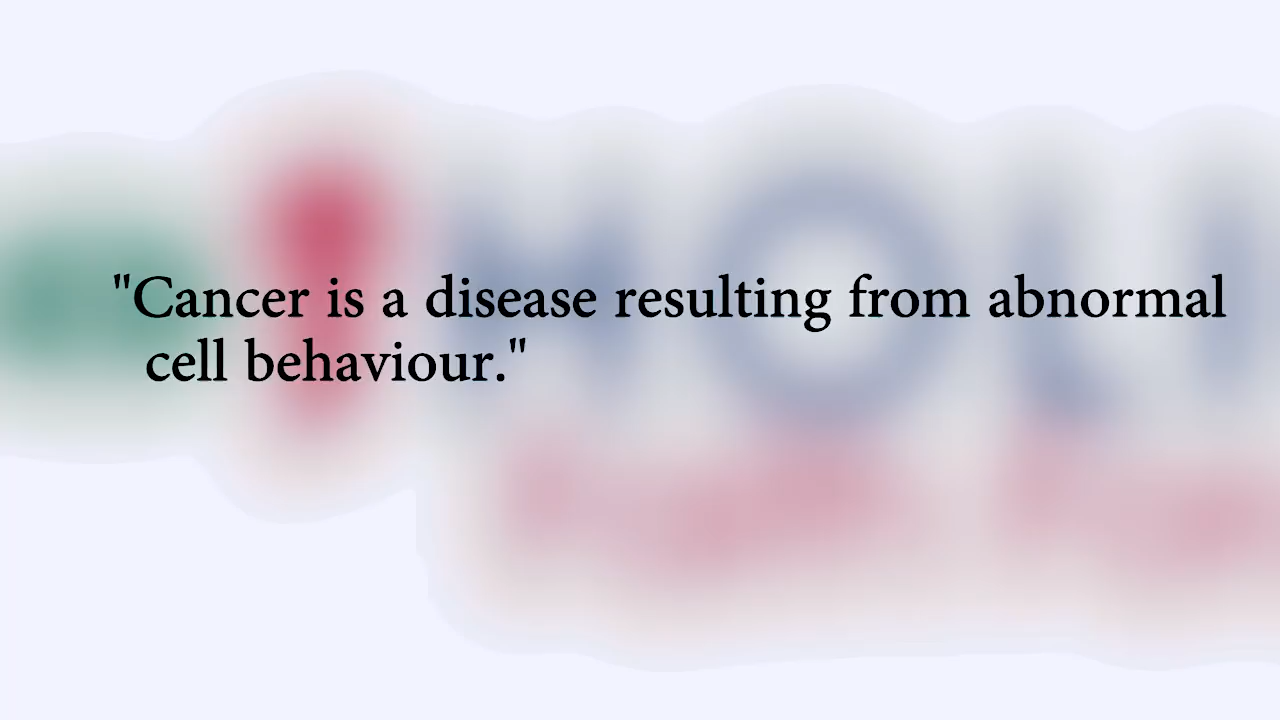 "Cancer is a disease resulting from abnormal
cell behaviour."